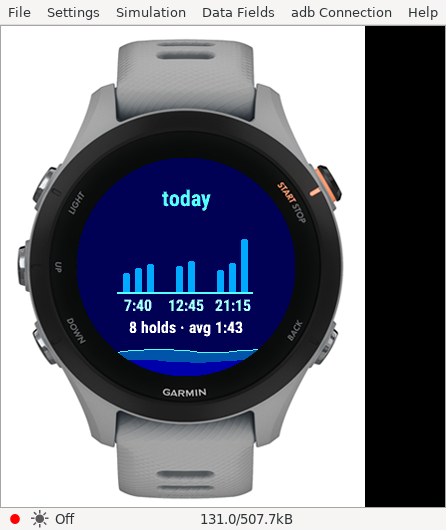 File Settings Simulation Data Fields adb Connection Help
LIGHT
START STOP
today
UP
7:40 12:45 21:15
8 holds · avg 1:43
DOWN
BACK
GARMIN
Off 131.0/507.7kB